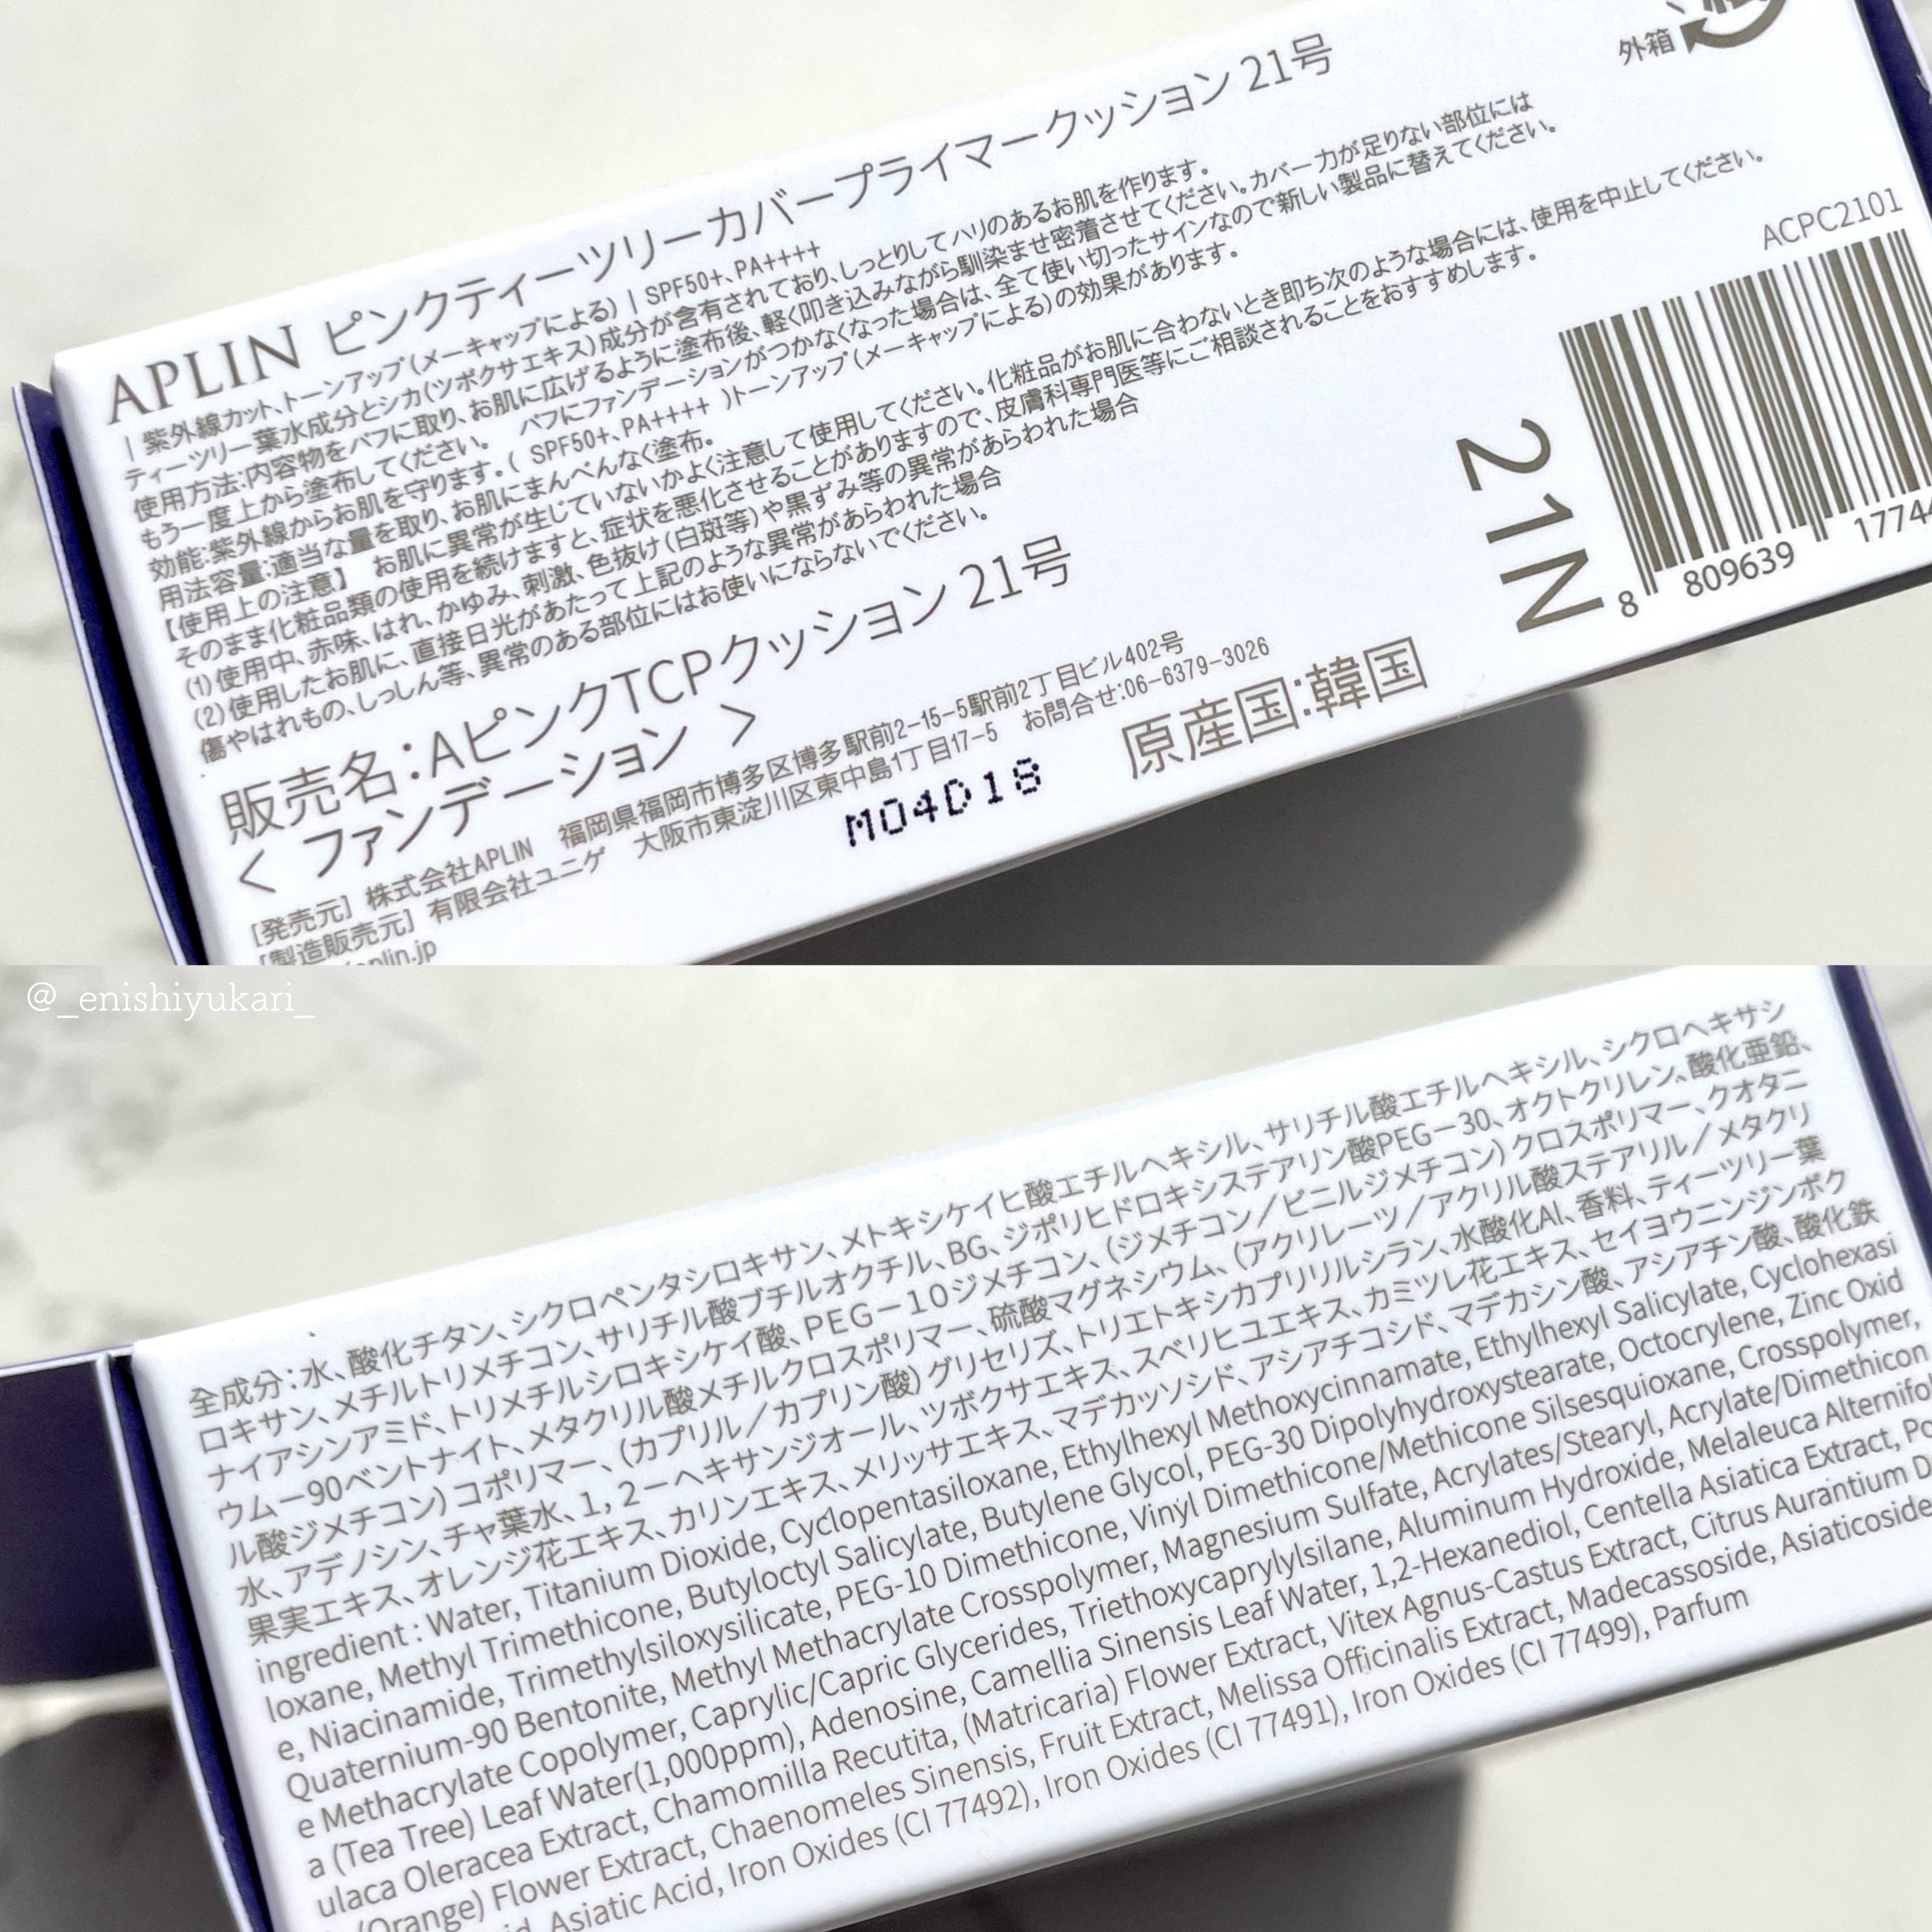 外箱
APLIN ピンクティーツリーカバープライマークッション 21号
| 紫外線カット、トーンアップ(メーキャップによる) | SPF50+、PA++++
ティーツリー葉水成分とシカ(ツボクサエキス)成分が含有されており、しっとりしてハリのあるお肌を作ります。
使用方法:内容物をパフに取り、お肌に広げるように塗布後、軽く叩き込みながら馴染ませ密着させてください。カバー力が足りない部位には
もう一度上から塗布してください。 パフにファンデーションがつかなくなった場合は、全て使い切ったサインなので新しい製品に替えてください。
効能:紫外線からお肌を守ります。( SPF50+、PA++++ )トーンアップ(メーキャップによる)の効果があります。
用法容量:適当な量を取り、お肌にまんべんなく塗布。
【使用上の注意】 お肌に異常が生じていないかよく注意して使用してください。化粧品がお肌に合わないとき即ち次のような場合には、使用を中止してください。
そのまま化粧品類の使用を続けますと、症状を悪化させることがありますので、皮膚科専門医等にご相談されることをおすすめします。
(1)使用中、赤味、はれ、かゆみ、刺激、色抜け(白斑等)や黒ずみ等の異常があらわれた場合
(2)使用したお肌に、直接日光があたって上記のような異常があらわれた場合
傷やはれもの、しっしん等、異常のある部位にはお使いにならないでください。
販売名:AピンクTCPクッション 21号
< ファンデーション >
[発売元] 株式会社APLIN 福岡県福岡市博多区博多駅前2-15-5駅前2丁目ビル402号
[製造販売元] 有限会社ユニゲ 大阪市東淀川区東中島1丁目17-5 お問合せ:06-6379-3026
aplin.jp
M04D18
原産国:韓国
ACPC2101
21N
8 809639 1774
@_enishiyukari_
全成分:水、酸化チタン、シクロペンタシロキサン、メトキシケイヒ酸エチルヘキシル、サリチル酸エチルヘキシル、シクロヘキサシ
ロキサン、メチルトリメチコン、サリチル酸ブチルオクチル、BG、ジポリヒドロキシステアリン酸PEG-30、オクトクリレン、酸化亜鉛、
ナイアシンアミド、トリメチルシロキシケイ酸、PEG-10ジメチコン、(ジメチコン/ビニルジメチコン)クロスポリマー、クオタニ
ウム-90ベントナイト、メタクリル酸メチルクロスポリマー、硫酸マグネシウム、(アクリレーツ/アクリル酸ステアリル/メタクリ
ル酸ジメチコン)コポリマー、(カプリル/カプリン酸)グリセリズ、トリエトキシカプリリルシラン、水酸化Al、香料、ティーツリー葉
水、アデノシン、チャ葉水、1,2-ヘキサンジオール、ツボクサエキス、スベリヒユエキス、カミツレ花エキス、セイヨウニンジンボク
果実エキス、オレンジ花エキス、カリンエキス、メリッサエキス、マデカッソシド、アシアチコシド、マデカシン酸、アシアチン酸、酸化鉄
ingredient : Water, Titanium Dioxide, Cyclopentasiloxane, Ethylhexyl Methoxycinnamate, Ethylhexyl Salicylate, Cyclohexasi
loxane, Methyl Trimethicone, Butyloctyl Salicylate, Butylene Glycol, PEG-30 Dipolyhydroxystearate, Octocrylene, Zinc Oxid
e, Niacinamide, Trimethylsiloxysilicate, PEG-10 Dimethicone, Vinyl Dimethicone/Methicone Silsesquioxane, Crosspolymer,
Quaternium-90 Bentonite, Methyl Methacrylate Crosspolymer, Magnesium Sulfate, Acrylates/Stearyl, Acrylate/Dimethicon
e Methacrylate Copolymer, Caprylic/Capric Glycerides, Triethoxycaprylylsilane, Aluminum Hydroxide, Melaleuca Alternifol
a (Tea Tree) Leaf Water(1,000ppm), Adenosine, Camellia Sinensis Leaf Water, 1,2-Hexanediol, Centella Asiatica Extract, Po
ulaca Oleracea Extract, Chamomilla Recutita, (Matricaria) Flower Extract, Vitex Agnus-Castus Extract, Citrus Aurantium D
(Orange) Flower Extract, Chaenomeles Sinensis, Fruit Extract, Melissa Officinalis Extract, Madecassoside, Asiaticoside
Asiatic Acid, Iron Oxides (CI 77492), Iron Oxides (CI 77491), Iron Oxides (CI 77499), Parfum